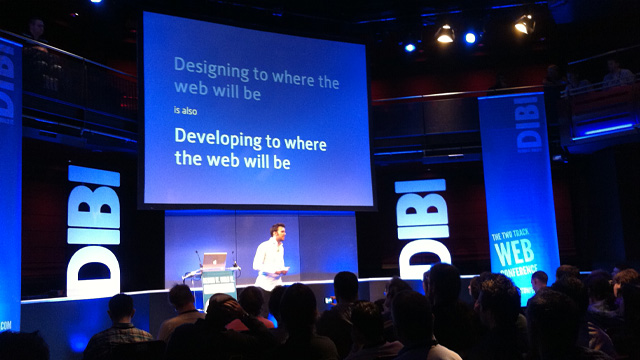 Designing to where the
web will be
is also
Developing to where
the web will be
DIBI
DIBI
DIBI
DIBI
THE TWO TRACK
WEB
CONFERENCE
.COM